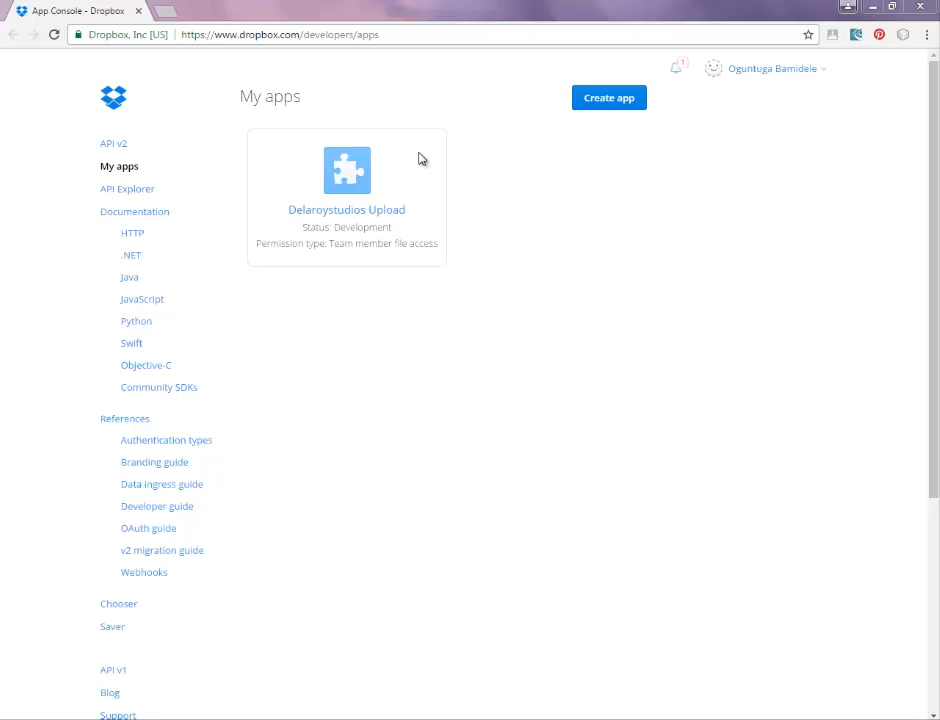 App Console - Dropbox
Dropbox, Inc [US]
https://www.dropbox.com/developers/apps
1
Oguntuga Bamidele
My apps
Create app
API v2
My apps
API Explorer
Documentation
HTTP
.NET
Java
JavaScript
Python
Swift
Objective-C
Community SDKs
References
Authentication types
Branding guide
Data ingress guide
Developer guide
OAuth guide
v2 migration guide
Webhooks
Chooser
Saver
API v1
Blog
Support
Delaroystudios Upload
Status: Development
Permission type: Team member file access